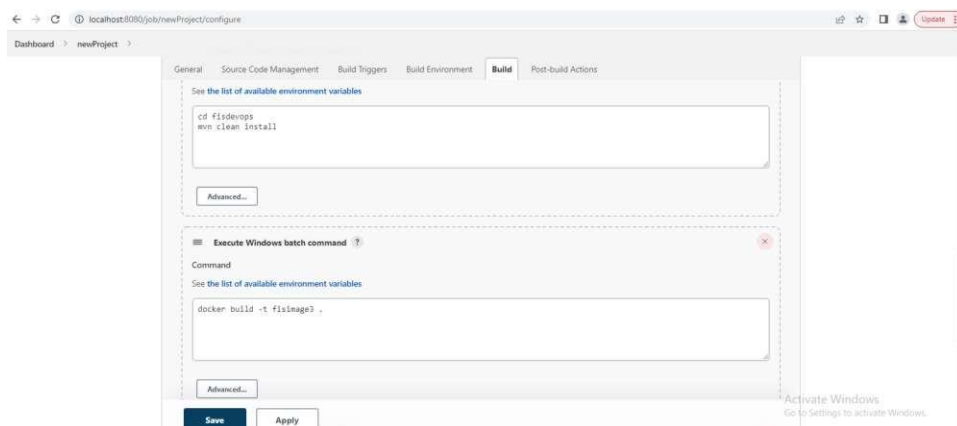 localhost:8080/job/newProject/configure
Update
Dashboard > newProject >
General Source Code Management Build Triggers Build Environment Build Post-build Actions
See the list of available environment variables
cd fisdevops
mvn clean install
Advanced...
Execute Windows batch command ?
Command
See the list of available environment variables
docker build -t fisimage3 .
Advanced...
Save Apply
Activate Windows
Go to Settings to activate Windows.